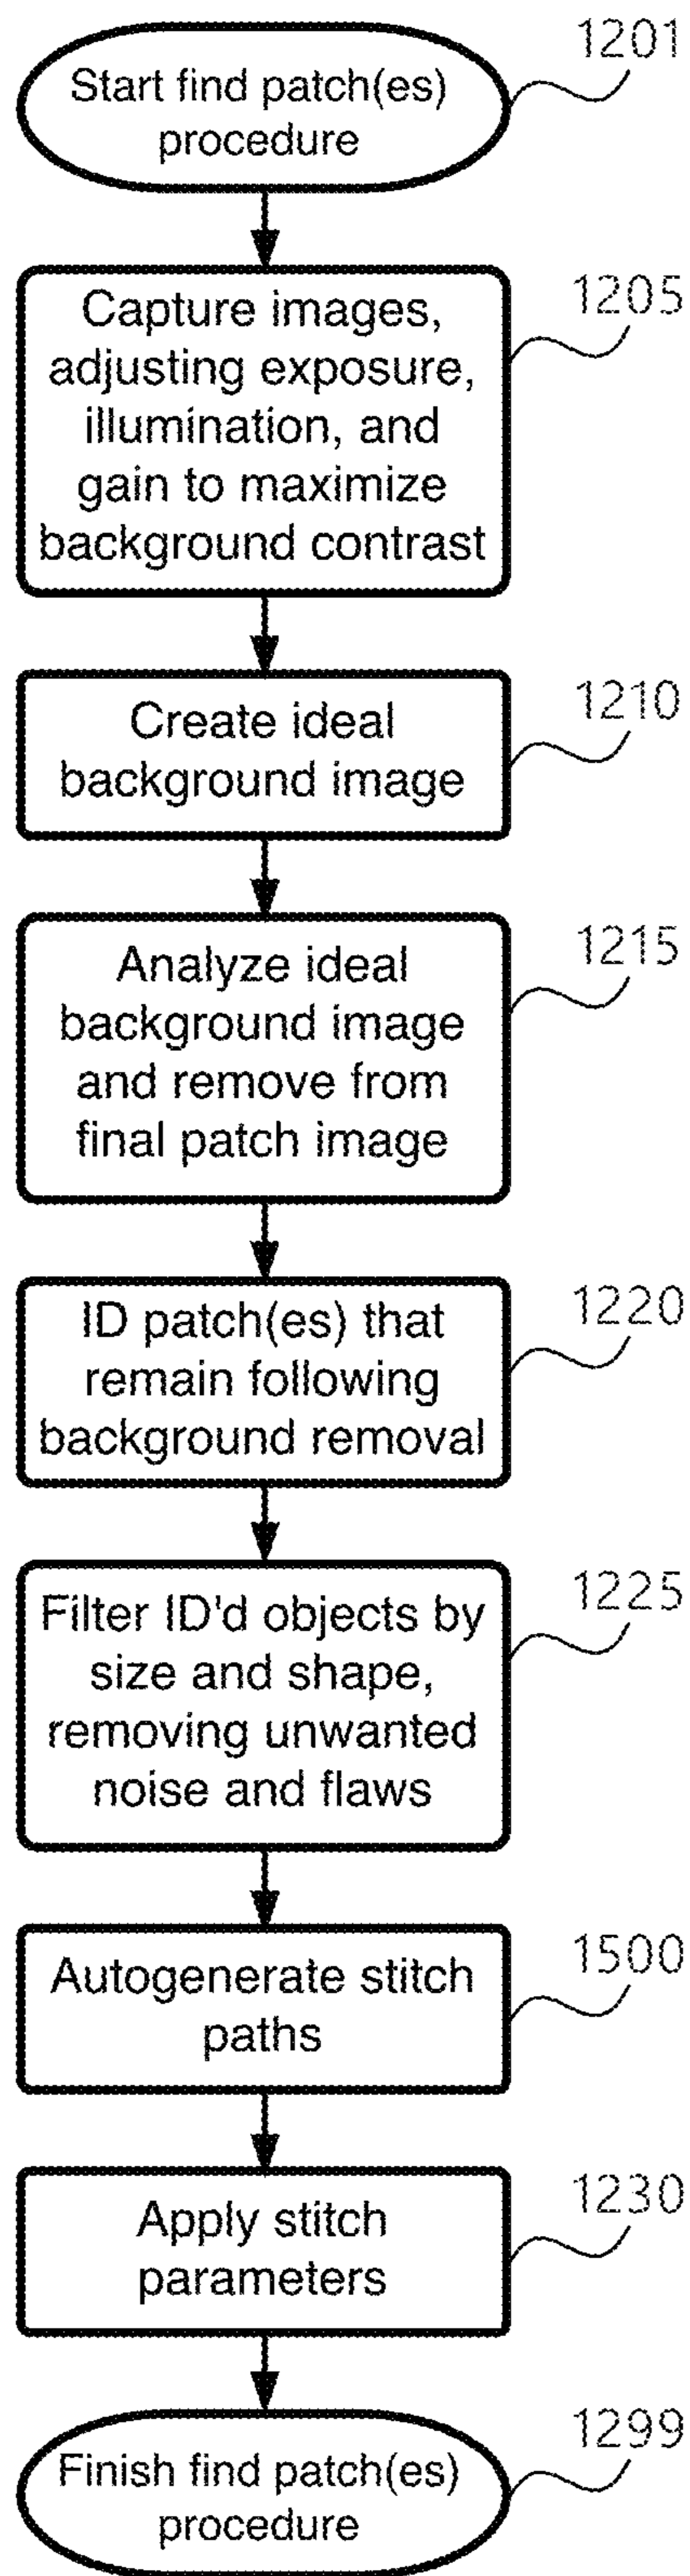 1201
Start find patch(es)
procedure
1205
Capture images,
adjusting exposure,
illumination, and
gain to maximize
background contrast
1210
Create ideal
background image
1215
Analyze ideal
background image
and remove from
final patch image
1220
ID patch(es) that
remain following
background removal
1225
Filter ID'd objects by
size and shape,
removing unwanted
noise and flaws
1500
Autogenerate stitch
paths
1230
Apply stitch
parameters
1299
Finish find patch(es)
procedure